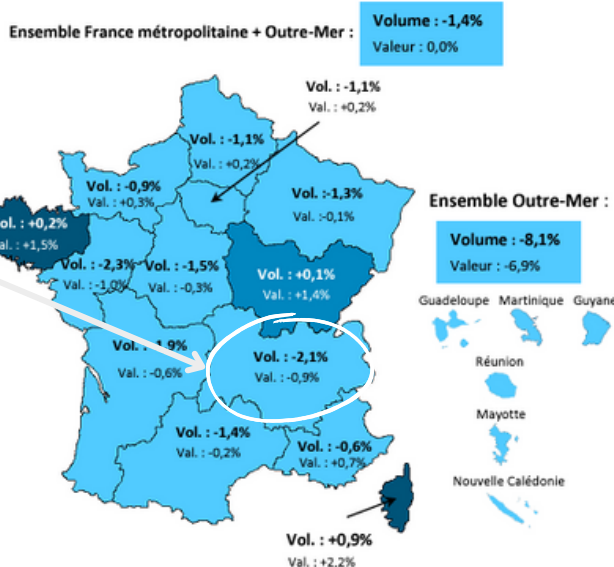 Ensemble France métropolitaine + Outre-Mer :
Volume : -1,4%
Valeur : 0,0%
Vol. : -1,1%
Val. : +0,2%
Vol. : -1,1%
Val. : +0,2%
Vol. : -0,9%
Val. : +0,3%
Vol.:-1,3%
Val. :-0,1%
ol. : +0,2%
al. : +1,5%
Vol. : -2,3%
Val. : -1,0%
Vol. : -1,5%
Val. : -0,3%
Vol. : +0,1%
Val. : +1,4%
Ensemble Outre-Mer :
Volume : -8,1%
Valeur : -6,9%
Guadeloupe Martinique Guyane
Réunion
Mayotte
Nouvelle Calédonie
Vol. -1,9%
Val. : -0,6%
Vol. : -2,1%
Val. : -0,9%
Vol. : -1,4%
Val. : -0,2%
Vol. : -0,6%
Val. : +0,7%
Vol. : +0,9%
Val. : +2,2%